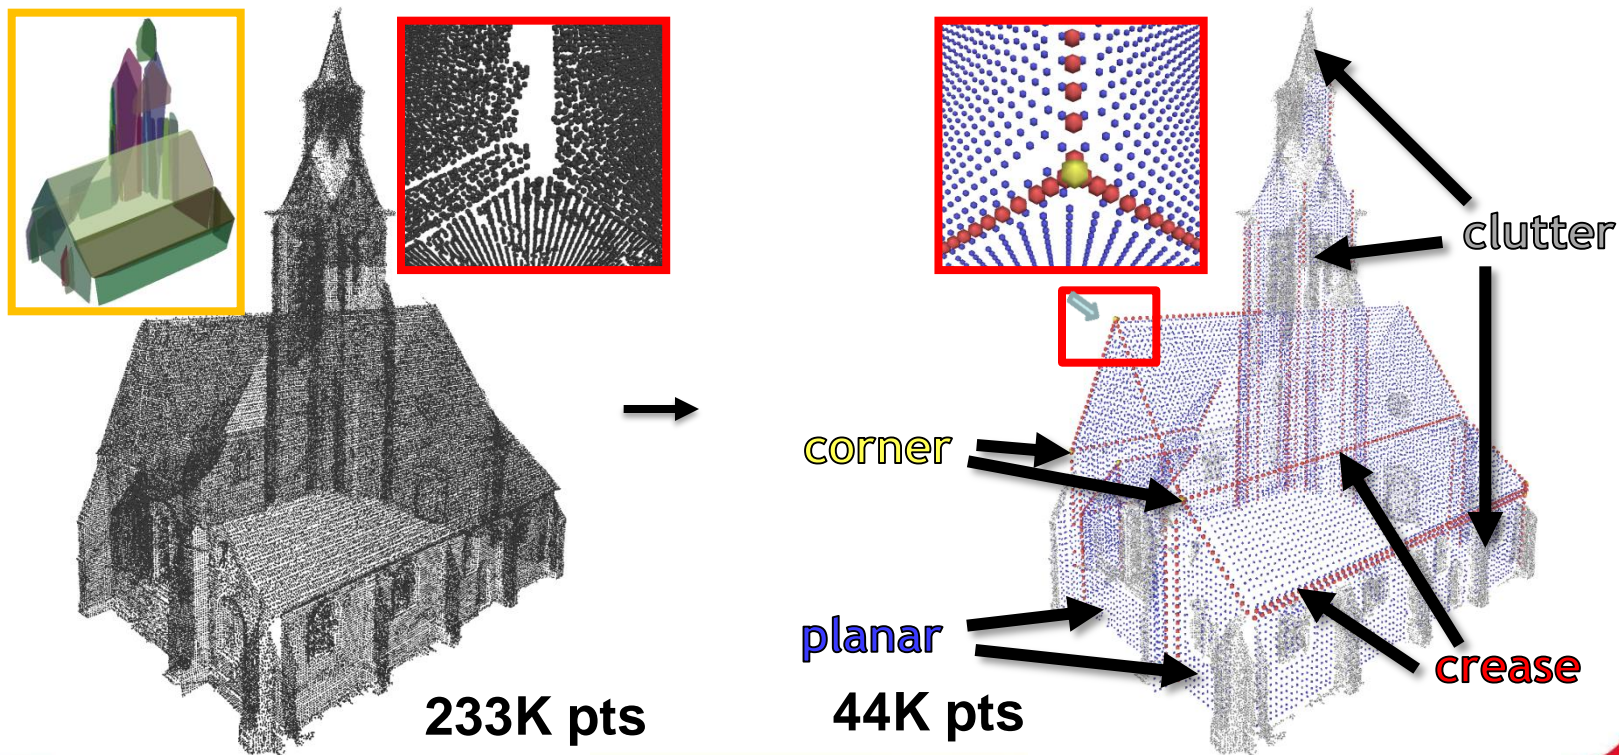 clutter
corner
planar
crease
233K pts
44K pts